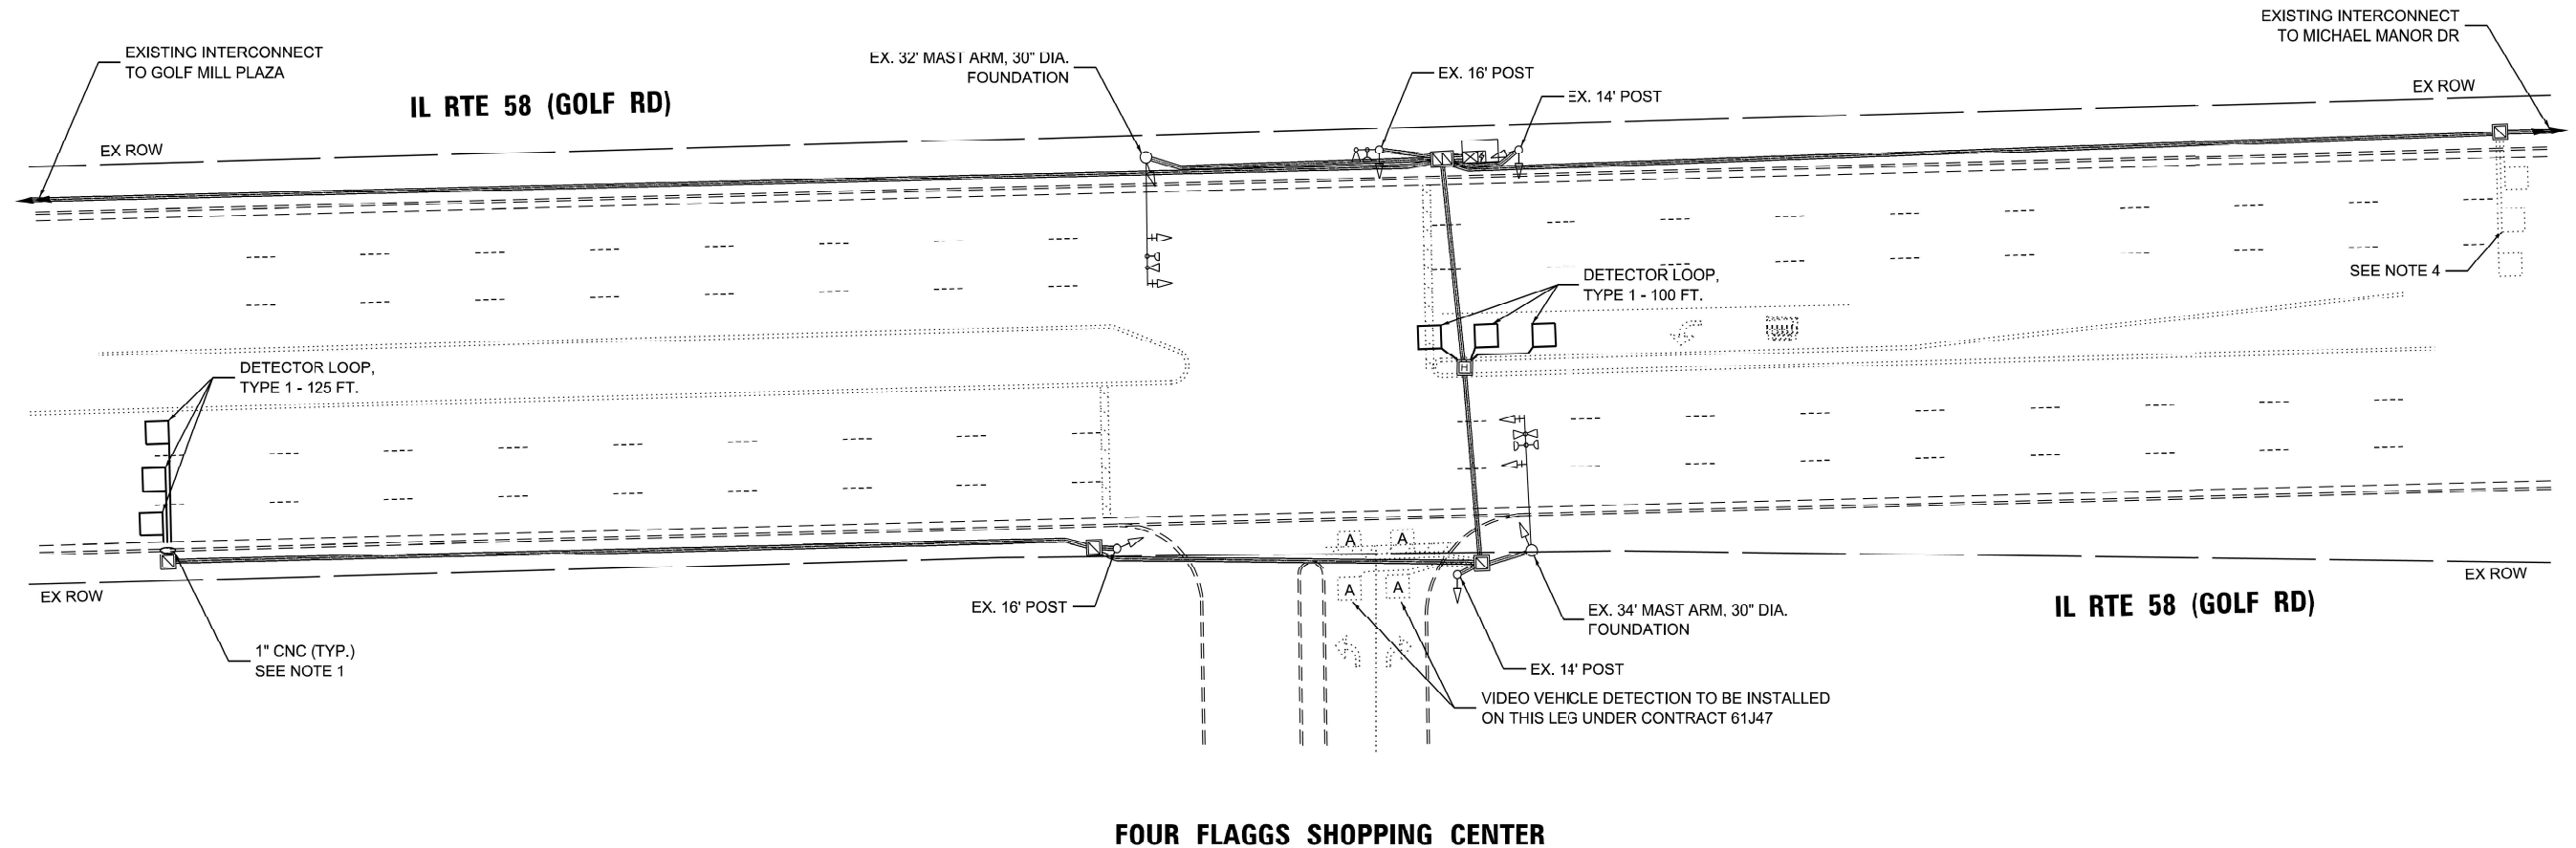 EXISTING INTERCONNECT
TO MICHAEL MANOR DR
EXISTING INTERCONNECT
TO GOLF MILL PLAZA
EX. 32' MAST ARM, 30" DIA.
FOUNDATION
EX. 16' POST
EX. 14' POST
EX ROW
IL RTE 58 (GOLF RD)
EX ROW
DETECTOR LOOP,
TYPE 1 - 100 FT.
SEE NOTE 4
DETECTOR LOOP,
TYPE 1 - 125 FT.
H
A
A
A
A
EX ROW
EX ROW
EX. 16' POST
EX. 34' MAST ARM, 30" DIA.
FOUNDATION
IL RTE 58 (GOLF RD)
1" CNC (TYP.)
SEE NOTE 1
EX. 14' POST
VIDEO VEHICLE DETECTION TO BE INSTALLED
ON THIS LEG UNDER CONTRACT 61J47
FOUR FLAGGS SHOPPING CENTER